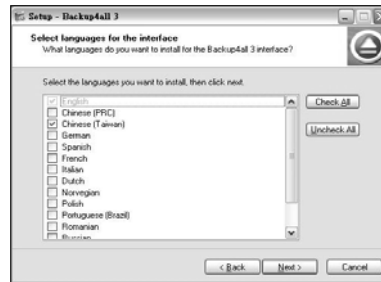 Setup - Backup4all 3
Select languages for the interface
What languages do you want to install for the Backup4all 3 interface?
Select the languages you want to install, then click next.
English
Chinese (PRC)
Chinese (Taiwan)
German
Spanish
French
Italian
Dutch
Norwegian
Polish
Portuguese (Brazil)
Romanian
Russian
Check All
Uncheck All
< Back
Next >
Cancel